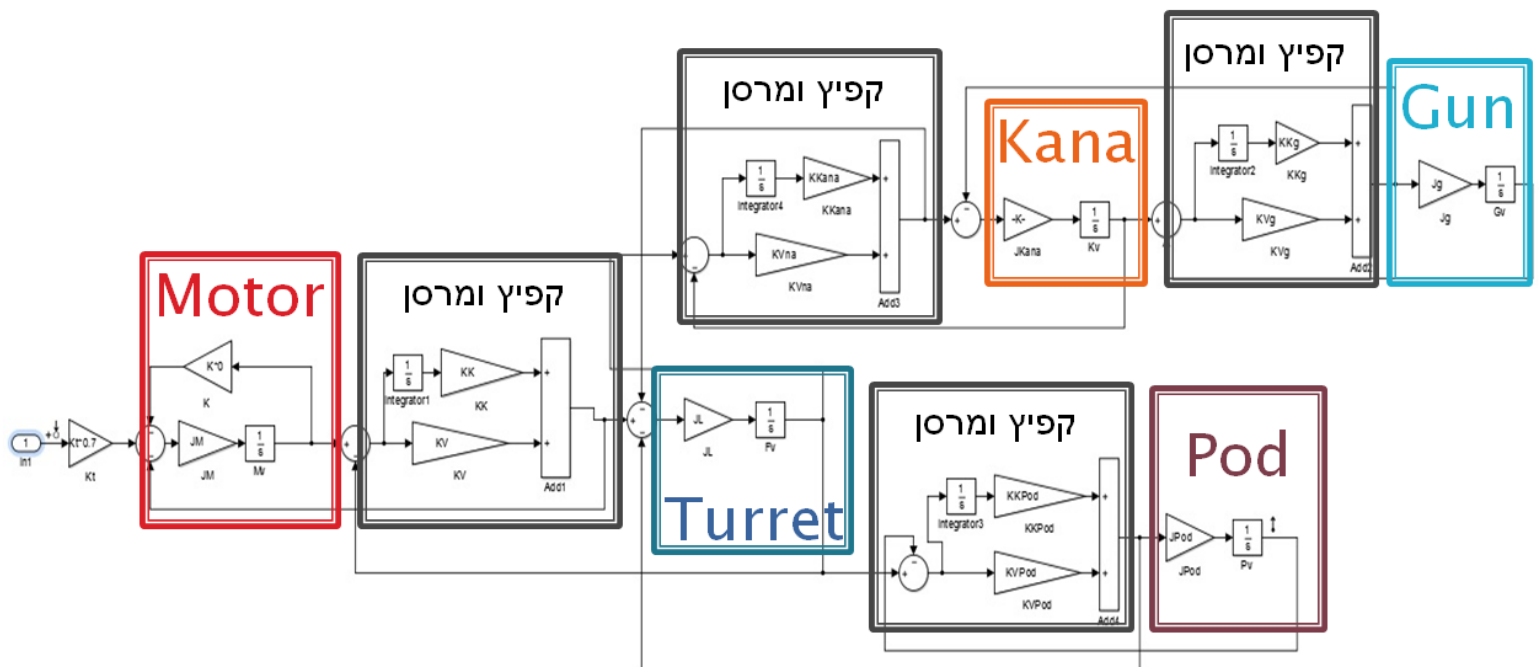 קפיץ ומרסן
KKana
KKana
1
s
Integrator4
KVna
KVna
Add3
Kana
-K-
JKana
1
s
Kv
קפיץ ומרסן
1
s
Integrator2
KKg
KKg
KVg
KVg
Add2
Gun
Jg
Jg
1
s
Gv
Motor
K*0
K
1
In1
Kt*0.7
Kt
JM
JM
1
s
Mv
קפיץ ומרסן
1
s
Integrator1
KK
KK
KV
KV
Add1
JL
JL
1
s
Turret
קפיץ ומרסן
1
s
Integrator3
KKPod
KKPod
KVPod
KVPod
Add4
Pod
JPod
JPod
1
s
Pv